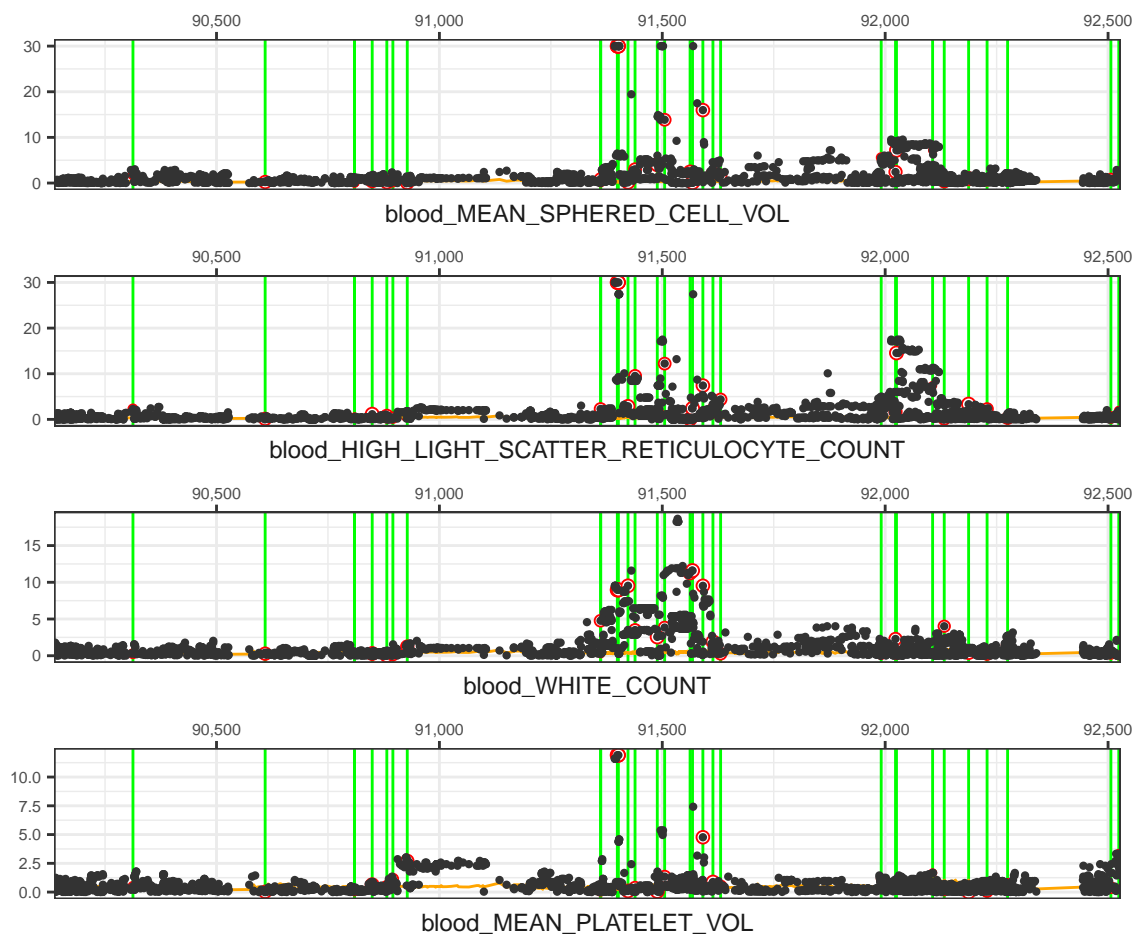 90,500 91,000 91,500 92,000 92,500
30
20
10
0
blood_MEAN_SPHERED_CELL_VOL
90,500 91,000 91,500 92,000 92,500
30
20
10
0
blood_HIGH_LIGHT_SCATTER_RETICULOCYTE_COUNT
90,500 91,000 91,500 92,000 92,500
15
10
5
0
blood_WHITE_COUNT
90,500 91,000 91,500 92,000 92,500
10.0
7.5
5.0
2.5
0.0
blood_MEAN_PLATELET_VOL